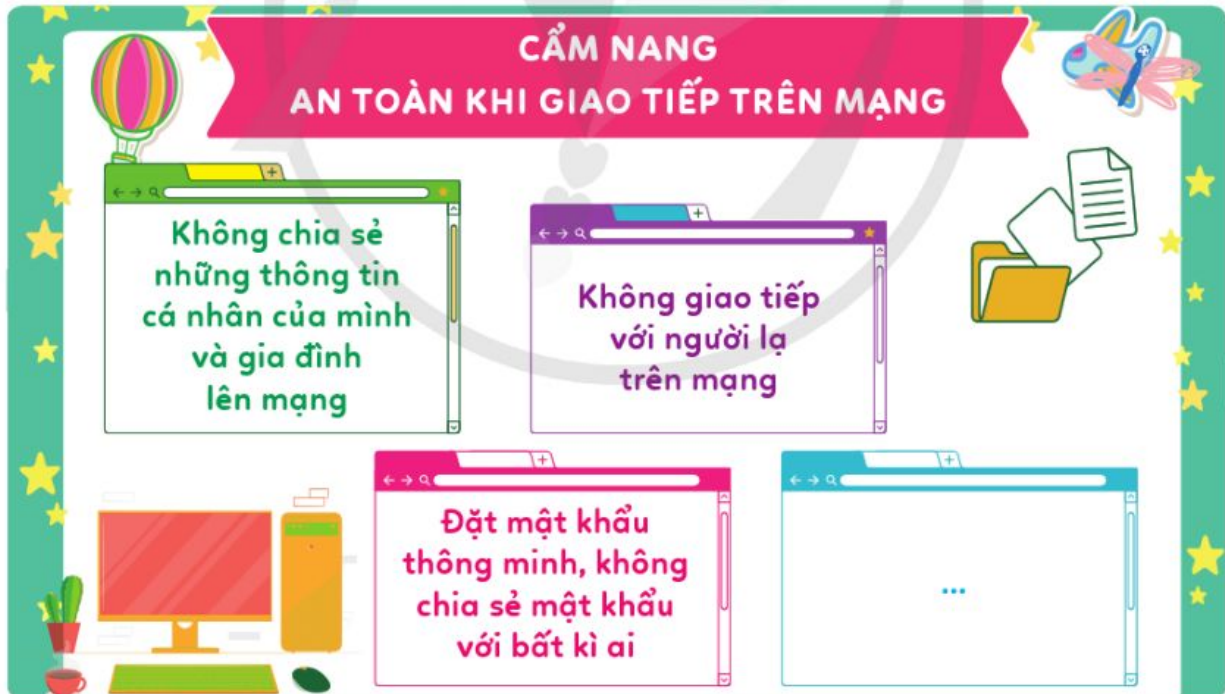 CẨM NANG
AN TOÀN KHI GIAO TIẾP TRÊN MẠNG
Không chia sẻ
những thông tin
cá nhân của mình
và gia đình
lên mạng
Không giao tiếp
với người lạ
trên mạng
Đặt mật khẩu
thông minh, không
chia sẻ mật khẩu
với bất kì ai
...